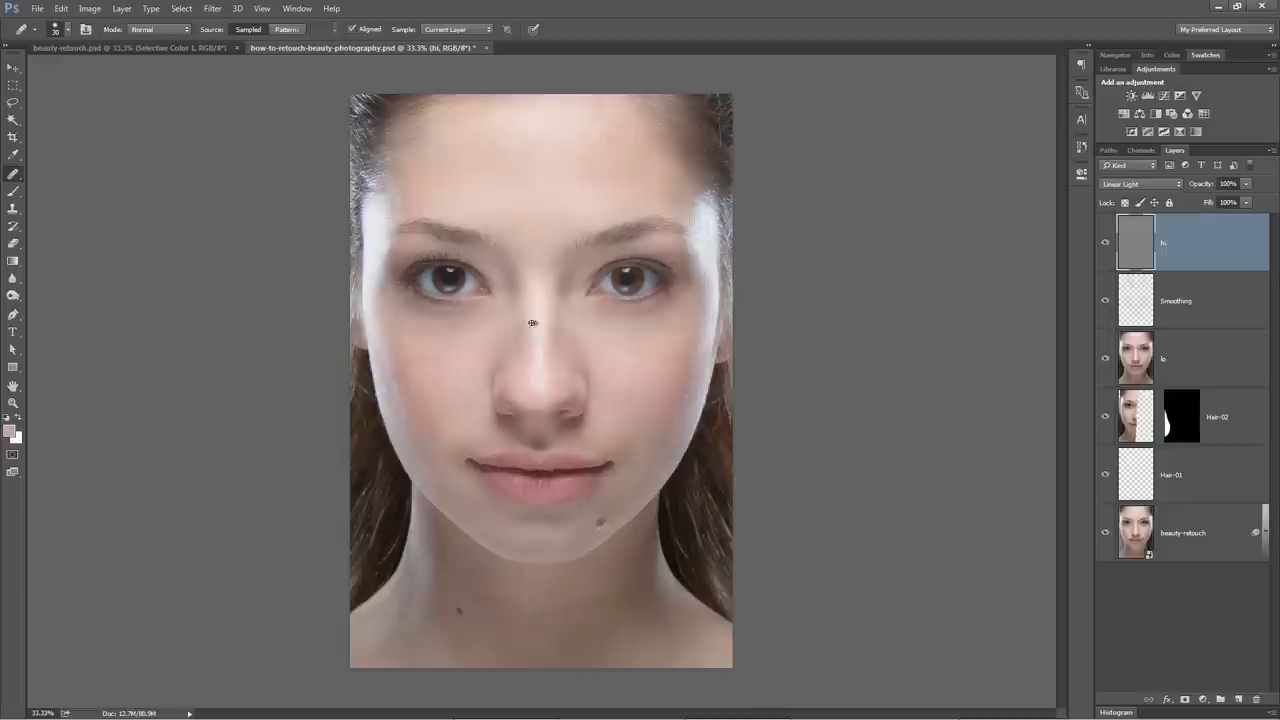 Ps File Edit Image Layer Type Select Filter 3D View Window Help
30 Mode: Normal Source: Sampled Pattern: Aligned Sample: Current Layer My Preferred Layout
beauty-retouch.psd @ 33.3% (Selective Color 1, RGB/8*) × how-to-retouch-beauty-photography.psd @ 33.3% (hi, RGB/8*) * ×
Navigator Info Color Swatches
Libraries Adjustments
Add an adjustment
Paths Channels Layers
Kind
Linear Light Opacity: 100%
Lock: Fill: 100%
hi
Smoothing
lo
Hair-02
Hair-01
beauty-retouch
33.33% Doc: 12.7M/80.9M
Histogram